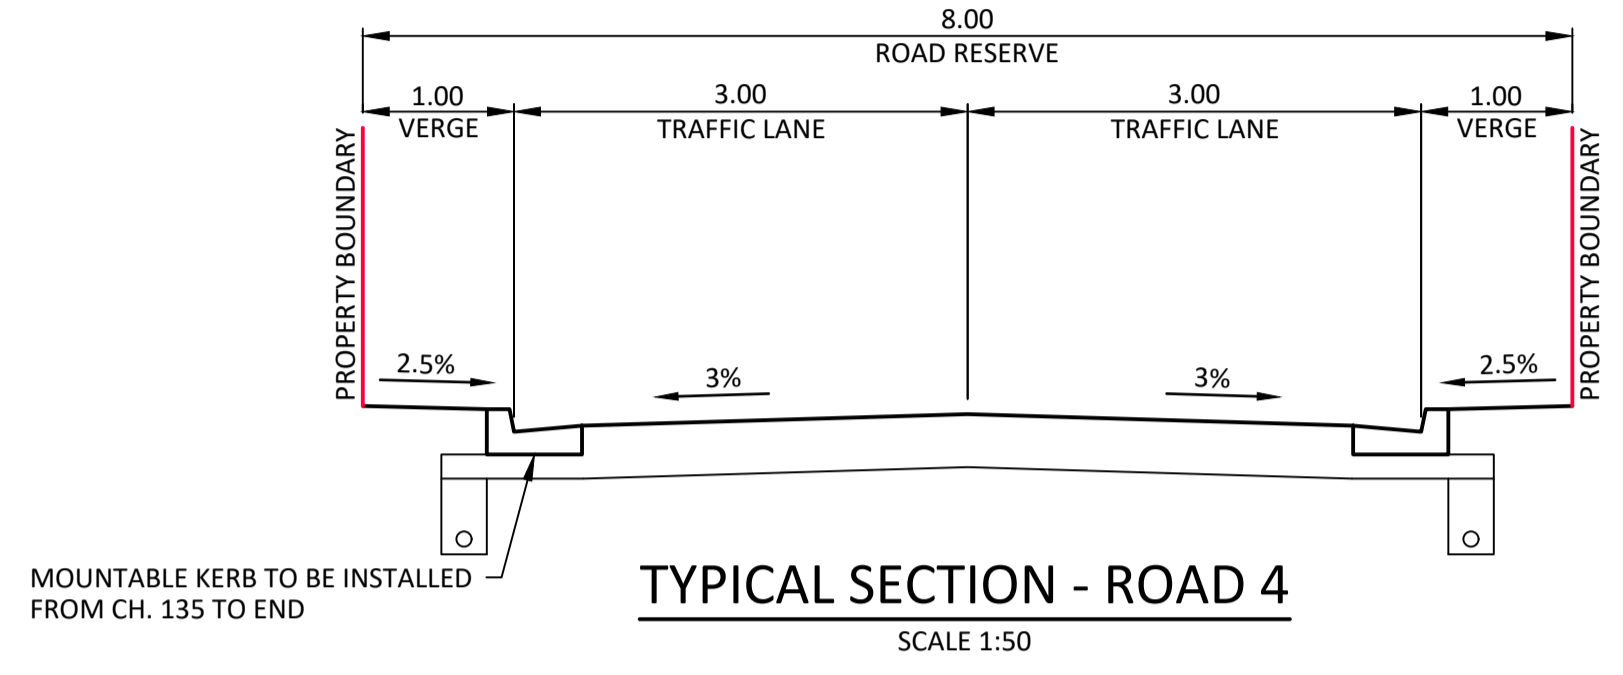 8.00
ROAD RESERVE
1.00
VERGE
3.00
TRAFFIC LANE
3.00
TRAFFIC LANE
1.00
VERGE
PROPERTY BOUNDARY
PROPERTY BOUNDARY
2.5%
3%
3%
2.5%
MOUNTABLE KERB TO BE INSTALLED
FROM CH. 135 TO END
TYPICAL SECTION - ROAD 4
SCALE 1:50